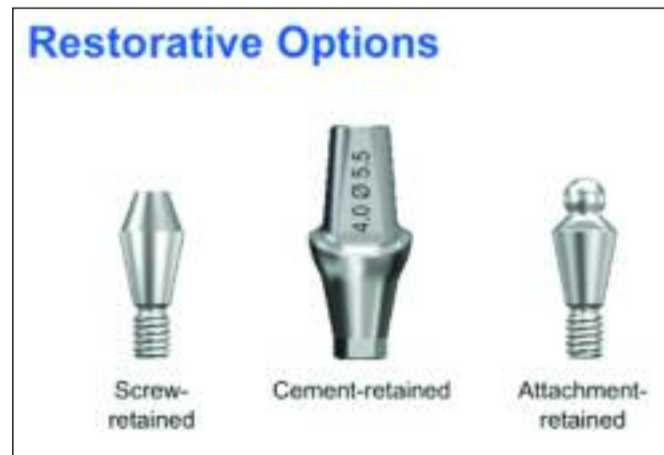 Restorative Options
4.0 Ø 5.5
Screw-
retained
Cement-retained
Attachment-
retained